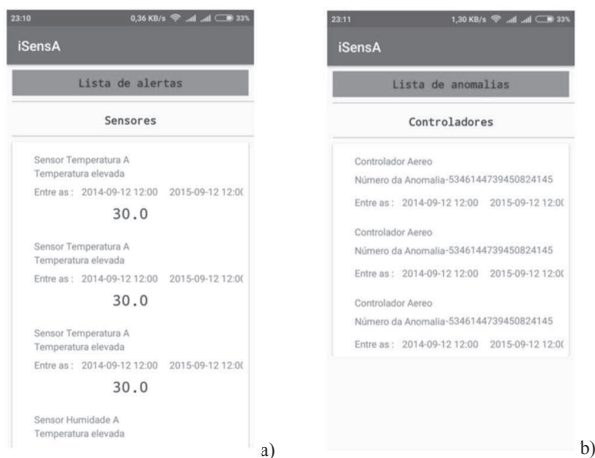 23:10 0,36 KB/s 33%
iSensA
Lista de alertas
Sensores
Sensor Temperatura A
Temperatura elevada
Entre as : 2014-09-12 12:00 2015-09-12 12:0(
30.0
Sensor Temperatura A
Temperatura elevada
Entre as : 2014-09-12 12:00 2015-09-12 12:0(
30.0
Sensor Temperatura A
Temperatura elevada
Entre as : 2014-09-12 12:00 2015-09-12 12:0(
30.0
Sensor Humidade A
Temperatura elevada
a)
23:11 1,30 KB/s 33%
iSensA
Lista de anomalias
Controladores
Controlador Aereo
Número da Anomalia-5346144739450824145
Entre as : 2014-09-12 12:00 2015-09-12 12:0(
Controlador Aereo
Número da Anomalia-5346144739450824145
Entre as : 2014-09-12 12:00 2015-09-12 12:0(
Controlador Aereo
Número da Anomalia-5346144739450824145
Entre as : 2014-09-12 12:00 2015-09-12 12:0(
b)